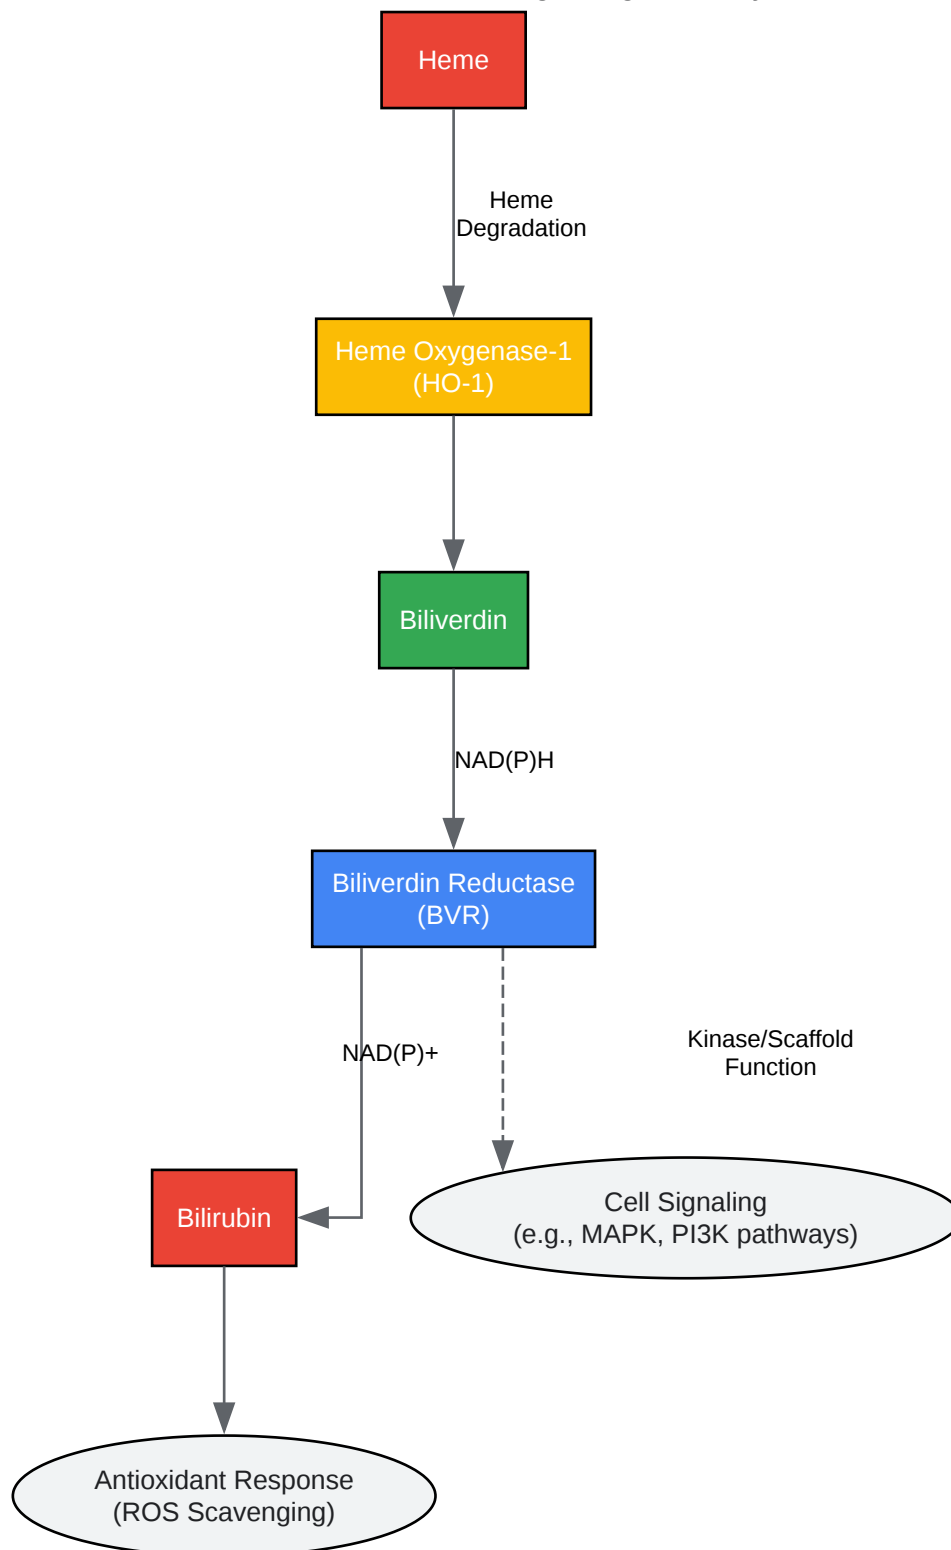 Heme
Heme
Degradation
Heme Oxygenase-1
(HO-1)
Biliverdin
NAD(P)H
Biliverdin Reductase
(BVR)
Kinase/Scaffold
Function
NAD(P)+
Bilirubin
Cell Signaling
(e.g., MAPK, PI3K pathways)
Antioxidant Response
(ROS Scavenging)